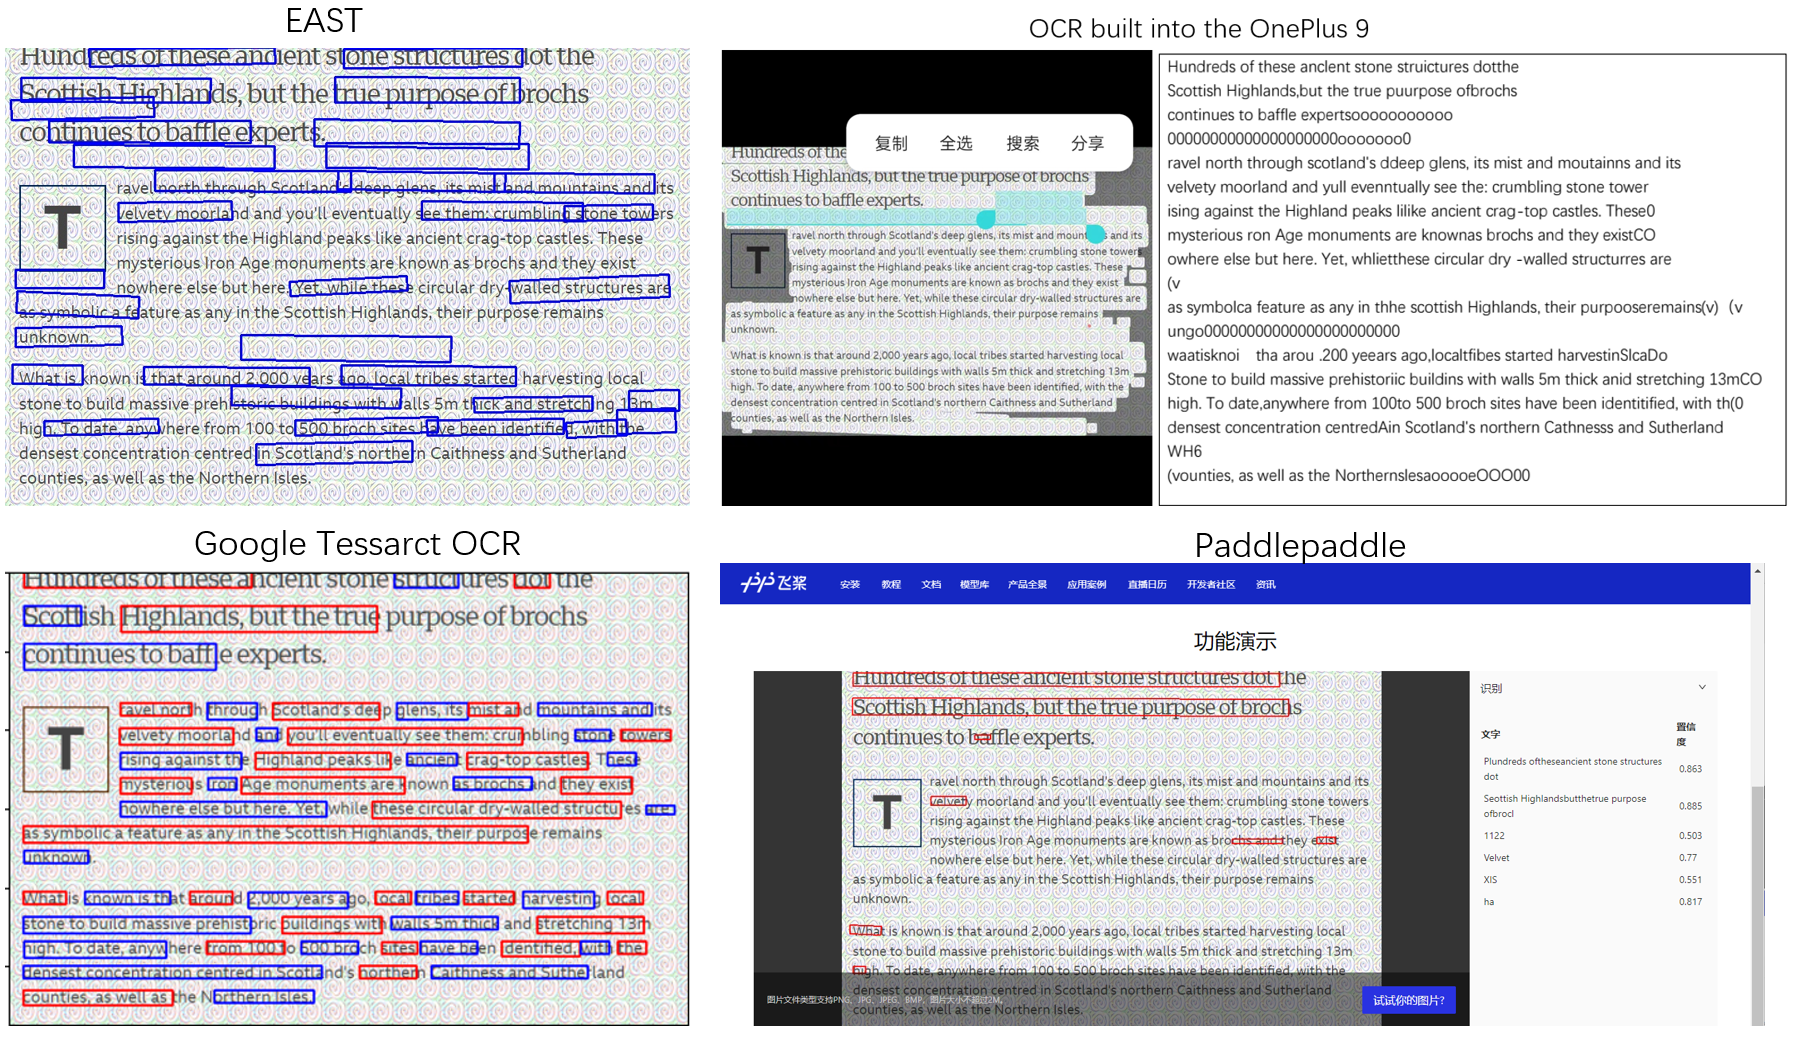 EAST
Hundreds of these ancient stone structures dot the
Scottish Highlands, but the true purpose of brochs
continues to baffle experts.
T
ravel north through Scotland's deep glens, its mist and mountains and its
velvety moorland and you'll eventually see them: crumbling stone towers
rising against the Highland peaks like ancient crag-top castles. These
mysterious Iron Age monuments are known as brochs and they exist
nowhere else but here. Yet, while these circular dry-walled structures are
as symbolic a feature as any in the Scottish Highlands, their purpose remains
unknown.
What is known is that around 2,000 years ago, local tribes started harvesting local
stone to build massive prehistoric buildings with walls 5m thick and stretching 13m
high. To date, anywhere from 100 to 500 broch sites have been identified, with the
densest concentration centred in Scotland's northern Caithness and Sutherland
counties, as well as the Northern Isles.
OCR built into the OnePlus 9
复制 全选 搜索 分享
Hundreds of the
Scottish Highlands, but the true purpose of brochs
continues to baffle experts.
T
ravel north through Scotland's deep glens, its mist and mount s and its
velvety moorland and you'll eventually see them: crumbling stone towers
rising against the Highland peaks like ancient crag-top castles. These
mysterious Iron Age monuments are known as brochs and they exist
nowhere else but here. Yet, while these circular dry-walled structures are
as symbolic a feature as any in the Scottish Highlands, their purpose remains
unknown.
What is known is that around 2,000 years ago, local tribes started harvesting local
stone to build massive prehistoric buildings with walls 5m thick and stretching 13m
high. To date, anywhere from 100 to 500 broch sites have been identified, with the
densest concentration centred in Scotland's northern Caithness and Sutherland
counties, as well as the Northern Isles.
Hundreds of these anclent stone struictures dotthe
Scottish Highlands,but the true puurpose ofbrochs
continues to baffle expertsooooooooooo
00000000000000000000ooooooo0
ravel north through scotland's ddeep glens, its mist and moutainns and its
velvety moorland and yull evenntually see the: crumbling stone tower
ising against the Highland peaks lilike ancient crag-top castles. These0
mysterious ron Age monuments are knownas brochs and they existCO
owhere else but here. Yet, whlietthese circular dry -walled structurres are
(v
as symbolca feature as any in thhe scottish Highlands, their purpooseremains(v) (v
ungo00000000000000000000000
waatisknoi tha arou .200 yeears ago,localtfibes started harvestinSlcaDo
Stone to build massive prehistoriic buildins with walls 5m thick anid stretching 13mCO
high. To date,anywhere from 100to 500 broch sites have been identitified, with th(0
densest concentration centredAin Scotland's northern Cathnesss and Sutherland
WH6
(vounties, as well as the NorthernslesaooooeOOO00
Google Tessarct OCR
Hundreds of these ancient stone structures dot the
Scottish Highlands, but the true purpose of brochs
continues to baffle experts.
T
ravel north through Scotland's deep glens, its mist and mountains and its
velvety moorland and you'll eventually see them: crumbling stone towers
rising against the Highland peaks like ancient crag-top castles. These
mysterious Iron Age monuments are known as brochs and they exist
nowhere else but here. Yet, while these circular dry-walled structures are
as symbolic a feature as any in the Scottish Highlands, their purpose remains
unknown.
What is known is that around 2,000 years ago, local tribes started harvesting local
stone to build massive prehistoric buildings with walls 5m thick and stretching 13m
high. To date, anywhere from 100 to 500 broch sites have been identified, with the
densest concentration centred in Scotland's northern Caithness and Sutherland
counties, as well as the Northern Isles.
Paddlepaddle
飞桨 安装 教程 文档 模型库 产品全景 应用案例 直播日历 开发者社区 资讯
功能演示
Hundreds of these ancient stone structures dot the
Scottish Highlands, but the true purpose of brochs
continues to baffle experts.
T
ravel north through Scotland's deep glens, its mist and mountains and its
velvety moorland and you'll eventually see them: crumbling stone towers
rising against the Highland peaks like ancient crag-top castles. These
mysterious Iron Age monuments are known as brochs and they exist
nowhere else but here. Yet, while these circular dry-walled structures are
as symbolic a feature as any in the Scottish Highlands, their purpose remains
unknown.
What is known is that around 2,000 years ago, local tribes started harvesting local
stone to build massive prehistoric buildings with walls 5m thick and stretching 13m
high. To date, anywhere from 100 to 500 broch sites have been identified, with the
densest concentration centred in Scotland's northern Caithness and Sutherland
图片文件类型支持PNG、JPG、JPEG、BMP，图片大小不超过2M。
counties, as well as the Northern Isles.
试试你的图片?
识别
文字 置信
度
Plundres oftheseancient stone structures
dot 0.863
Seottish Highlandsbutthetrue purpose
ofbrocl 0.885
1122 0.503
Velvet 0.77
XIS 0.551
ha 0.817